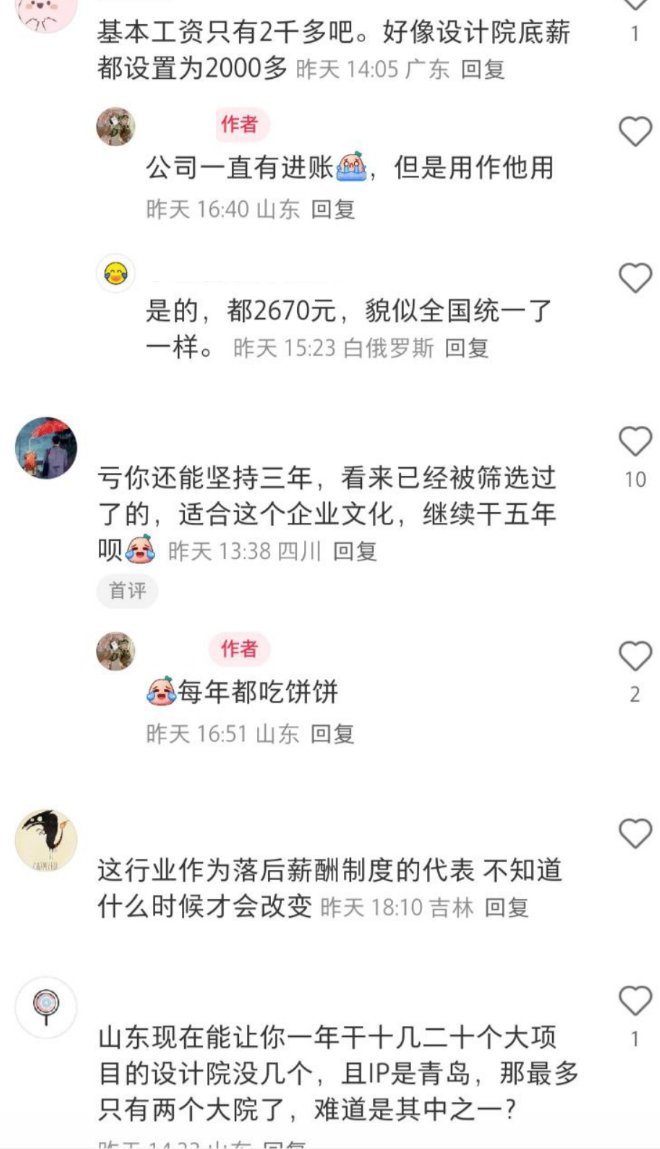 基本工资只有2千多吧。好像设计院底薪
都设置为2000多 昨天 14:05 广东 回复
1
作者
公司一直有进账，但是用作他用
昨天 16:40 山东 回复
是的，都2670元，貌似全国统一了
一样。 昨天 15:23 白俄罗斯 回复
亏你还能坚持三年，看来已经被筛选过
了的，适合这个企业文化，继续干五年
呗 昨天 13:38 四川 回复
10
首评
作者
每年都吃饼饼
昨天 16:51 山东 回复
2
这行业作为落后薪酬制度的代表 不知道
什么时候才会改变 昨天 18:10 吉林 回复
山东现在能让你一年干十几二十个大项
目的设计院没几个，且IP是青岛，那最多
只有两个大院了，难道是其中之一?
1